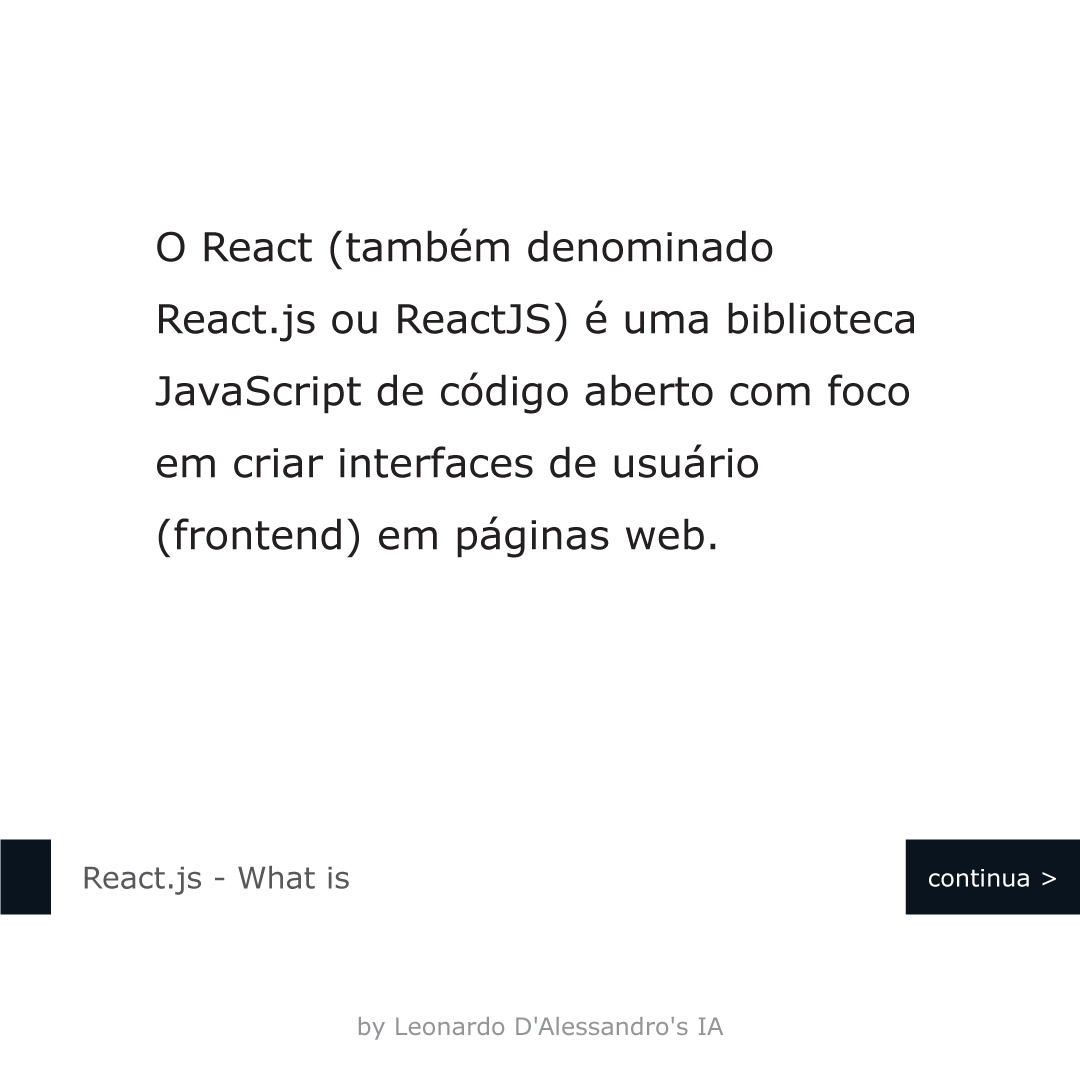 O React (também denominado
React.js ou ReactJS) é uma biblioteca
JavaScript de código aberto com foco
em criar interfaces de usuário
(frontend) em páginas web.
React.js - What is
continua >
by Leonardo D'Alessandro's IA